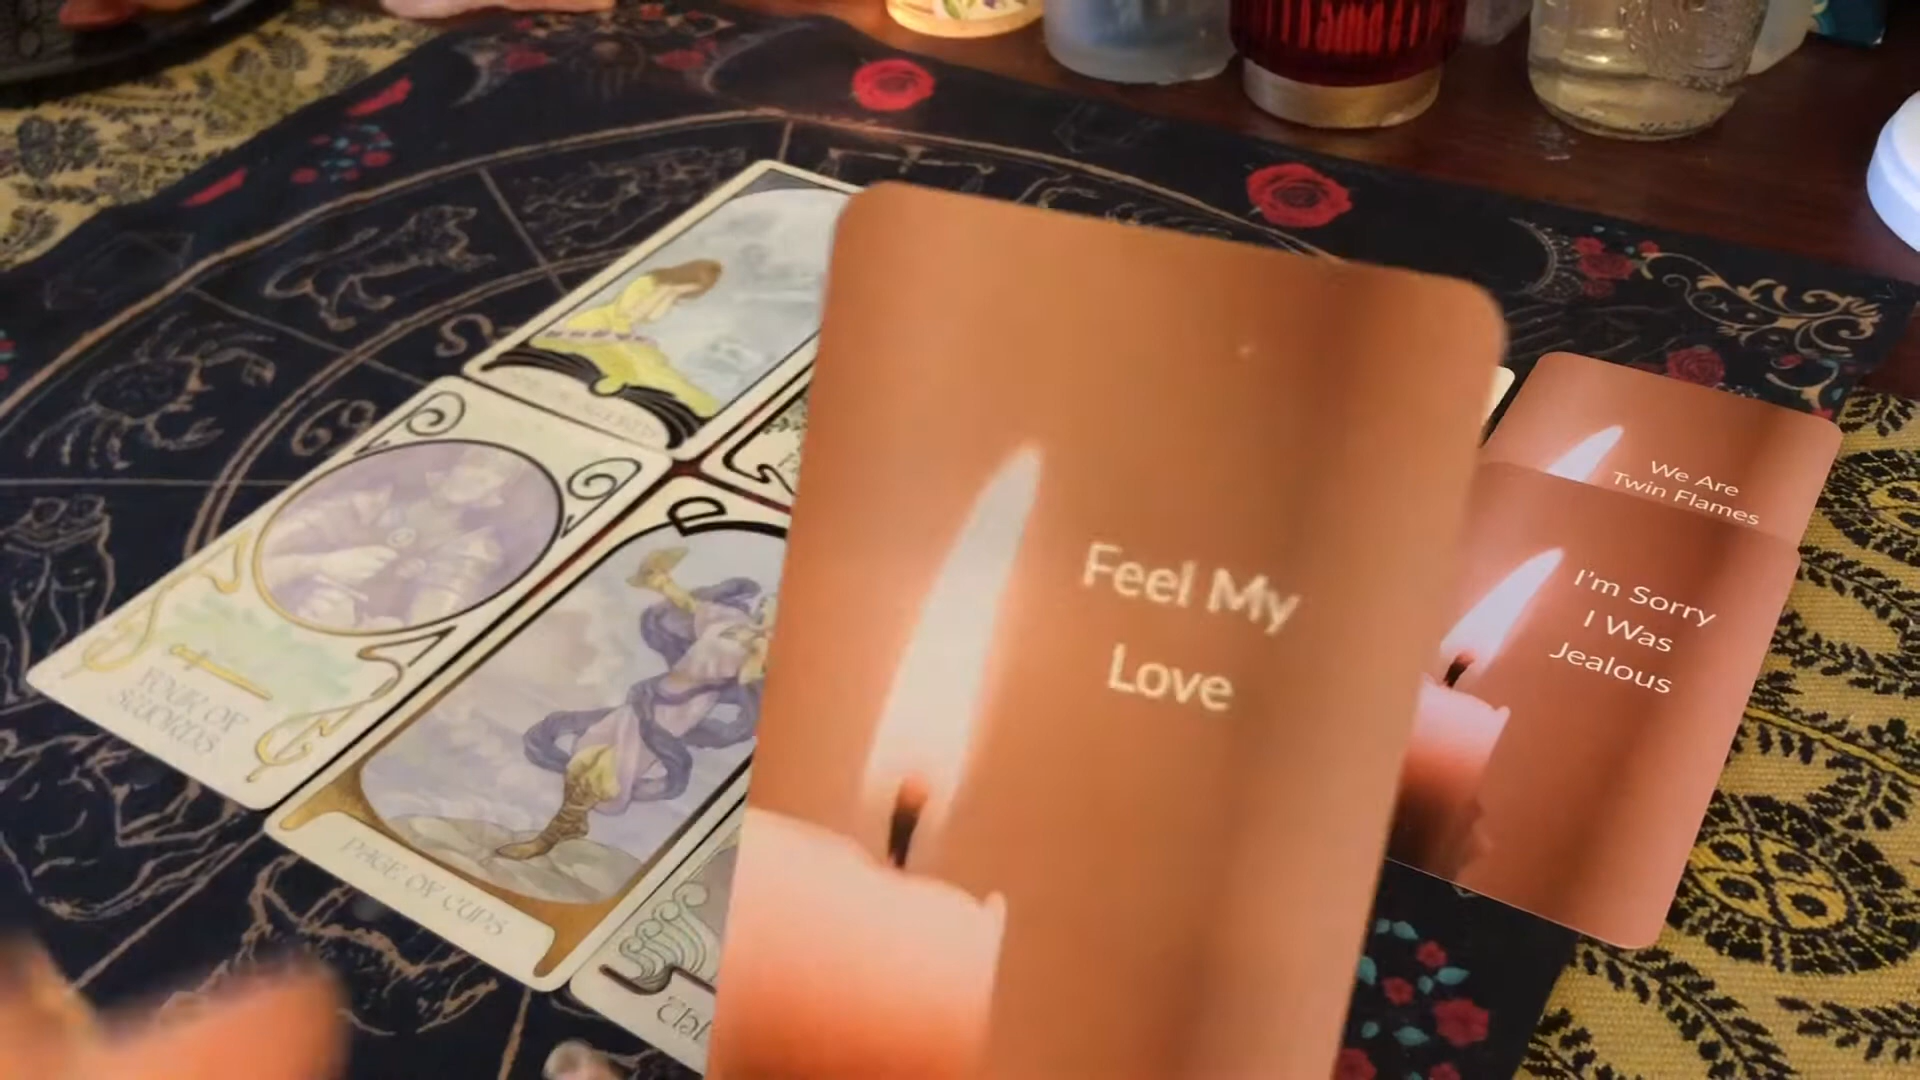 Feel My
Love
We Are
Twin Flames
I'm Sorry
I Was
Jealous
FOUR OF
SWORDS
PAGE OF CUPS